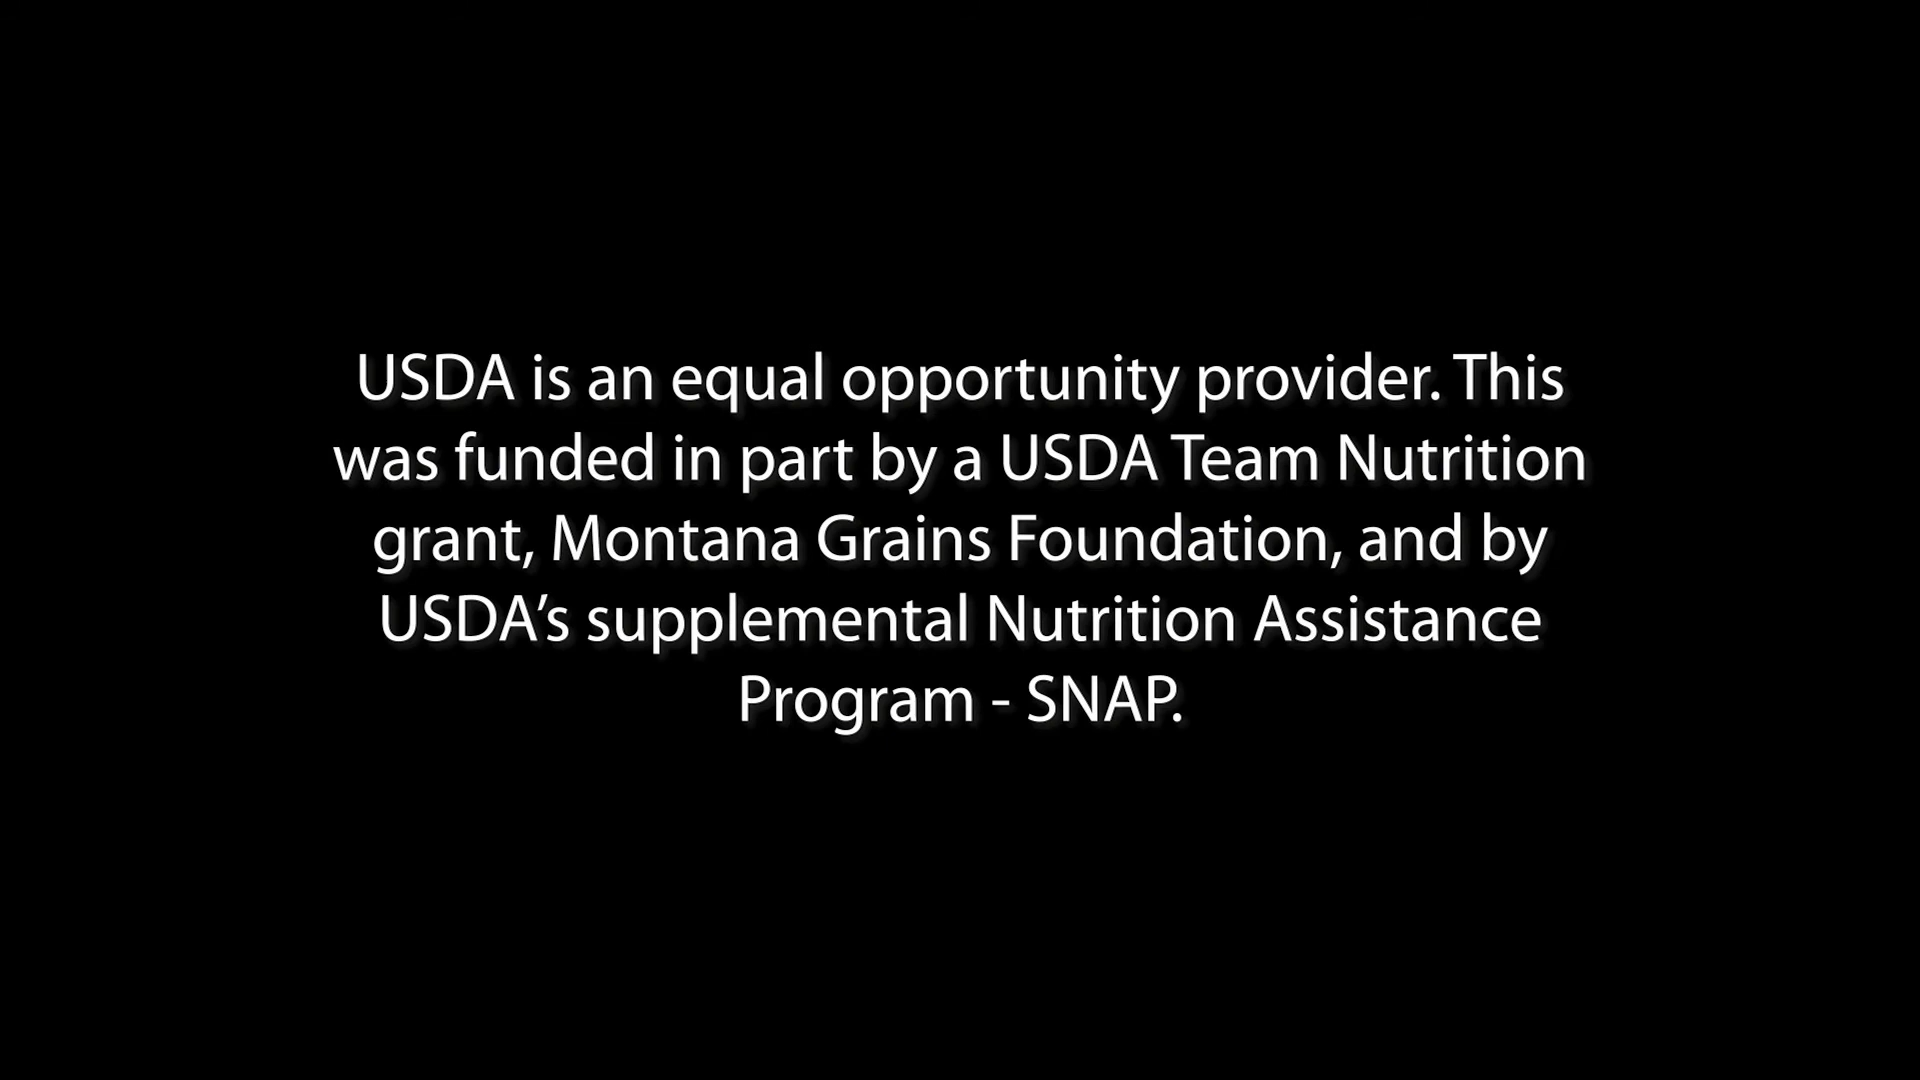 USDA is an equal opportunity provider. This
was funded in part by a USDA Team Nutrition
grant, Montana Grains Foundation, and by
USDA’s supplemental Nutrition Assistance
Program - SNAP.